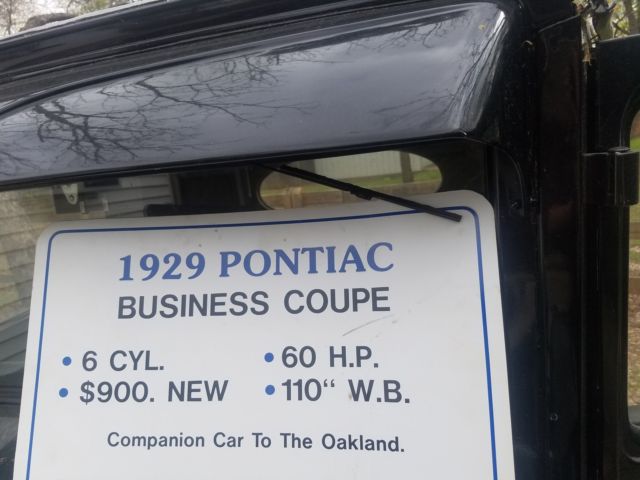 1929 PONTIAC
BUSINESS COUPE
• 6 CYL. • 60 H.P.
• $900. NEW • 110“ W.B.
Companion Car To The Oakland.